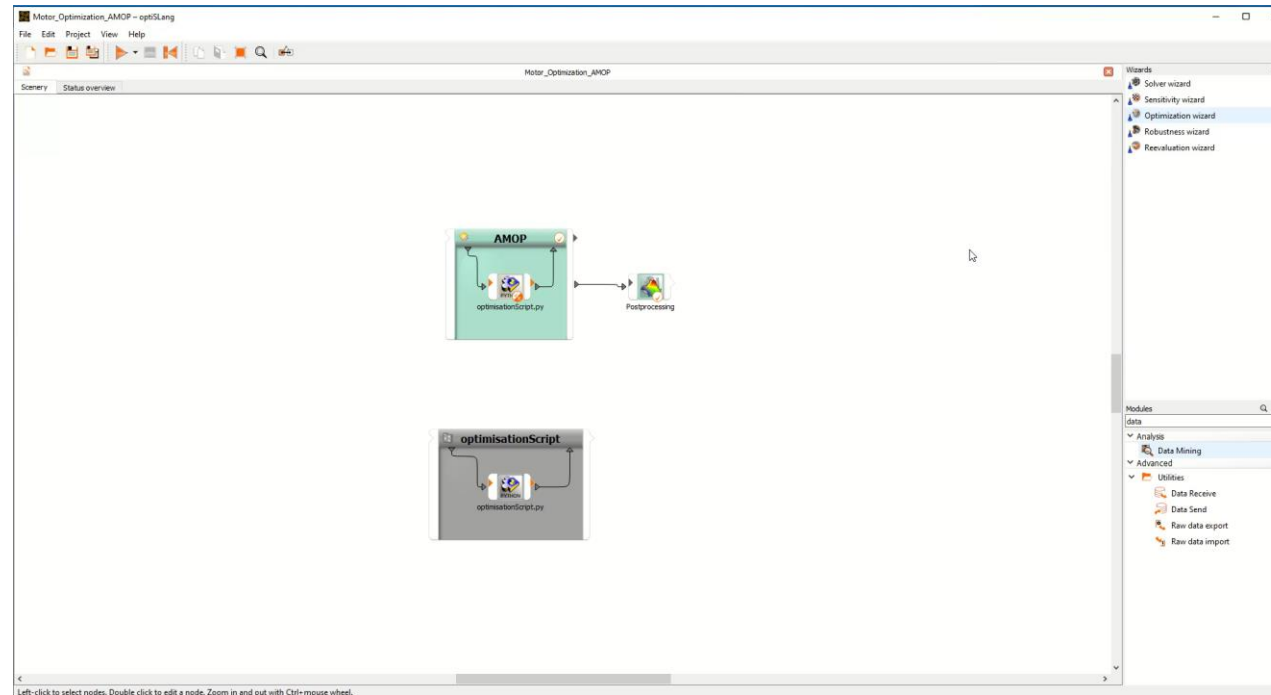 Motor_Optimization_AMOP – optiSLang
File Edit Project View Help
Motor_Optimization_AMOP
Scenery Status overview
AMOP
optimisationScript.py
Postprocessing
optimisationScript
PYTHON
optimisationScript.py
Wizards
Solver wizard
Sensitivity wizard
Optimization wizard
Robustness wizard
Reevaluation wizard
Modules
data
Analysis
Data Mining
Advanced
Utilities
Data Receive
Data Send
Raw data export
Raw data import
Left-click to select nodes. Double click to edit a node. Zoom in and out with Ctrl+mouse wheel.